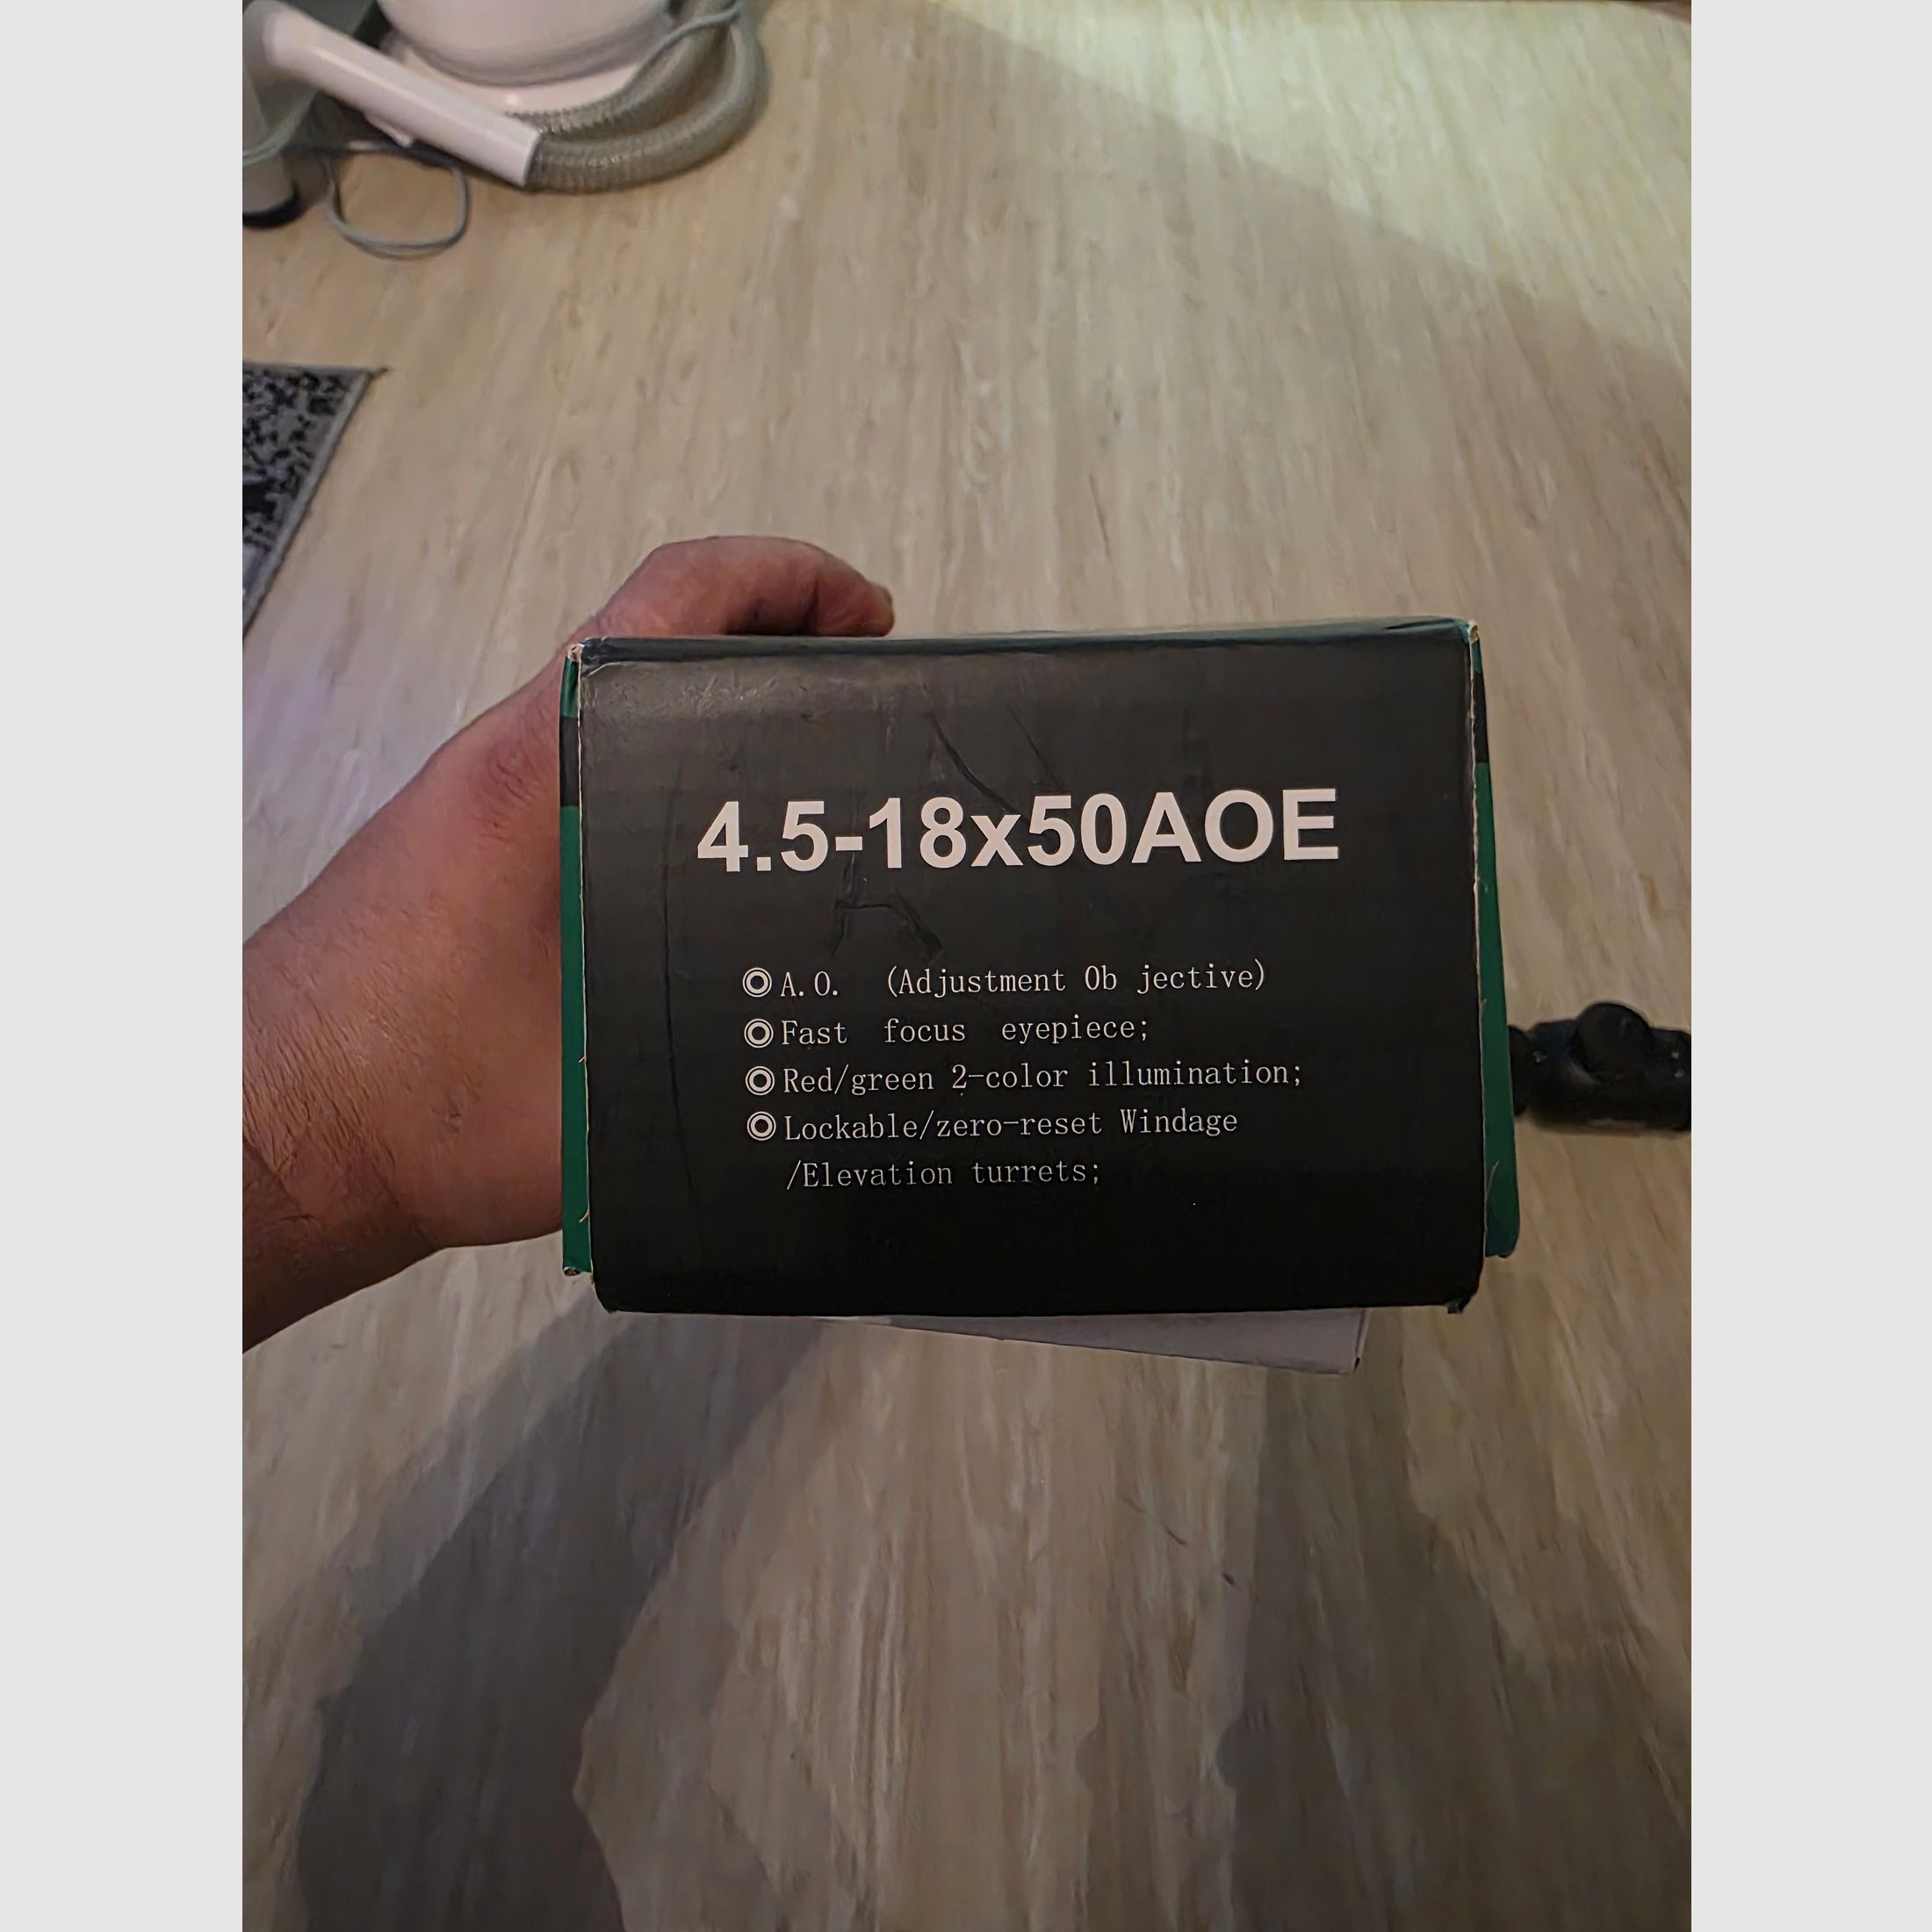 4.5-18x50AOE
◎A.O. (Adjustment Ob jective)
◎Fast focus eyepiece;
◎Red/green 2-color illumination;
◎Lockable/zero-reset Windage
/Elevation turrets;